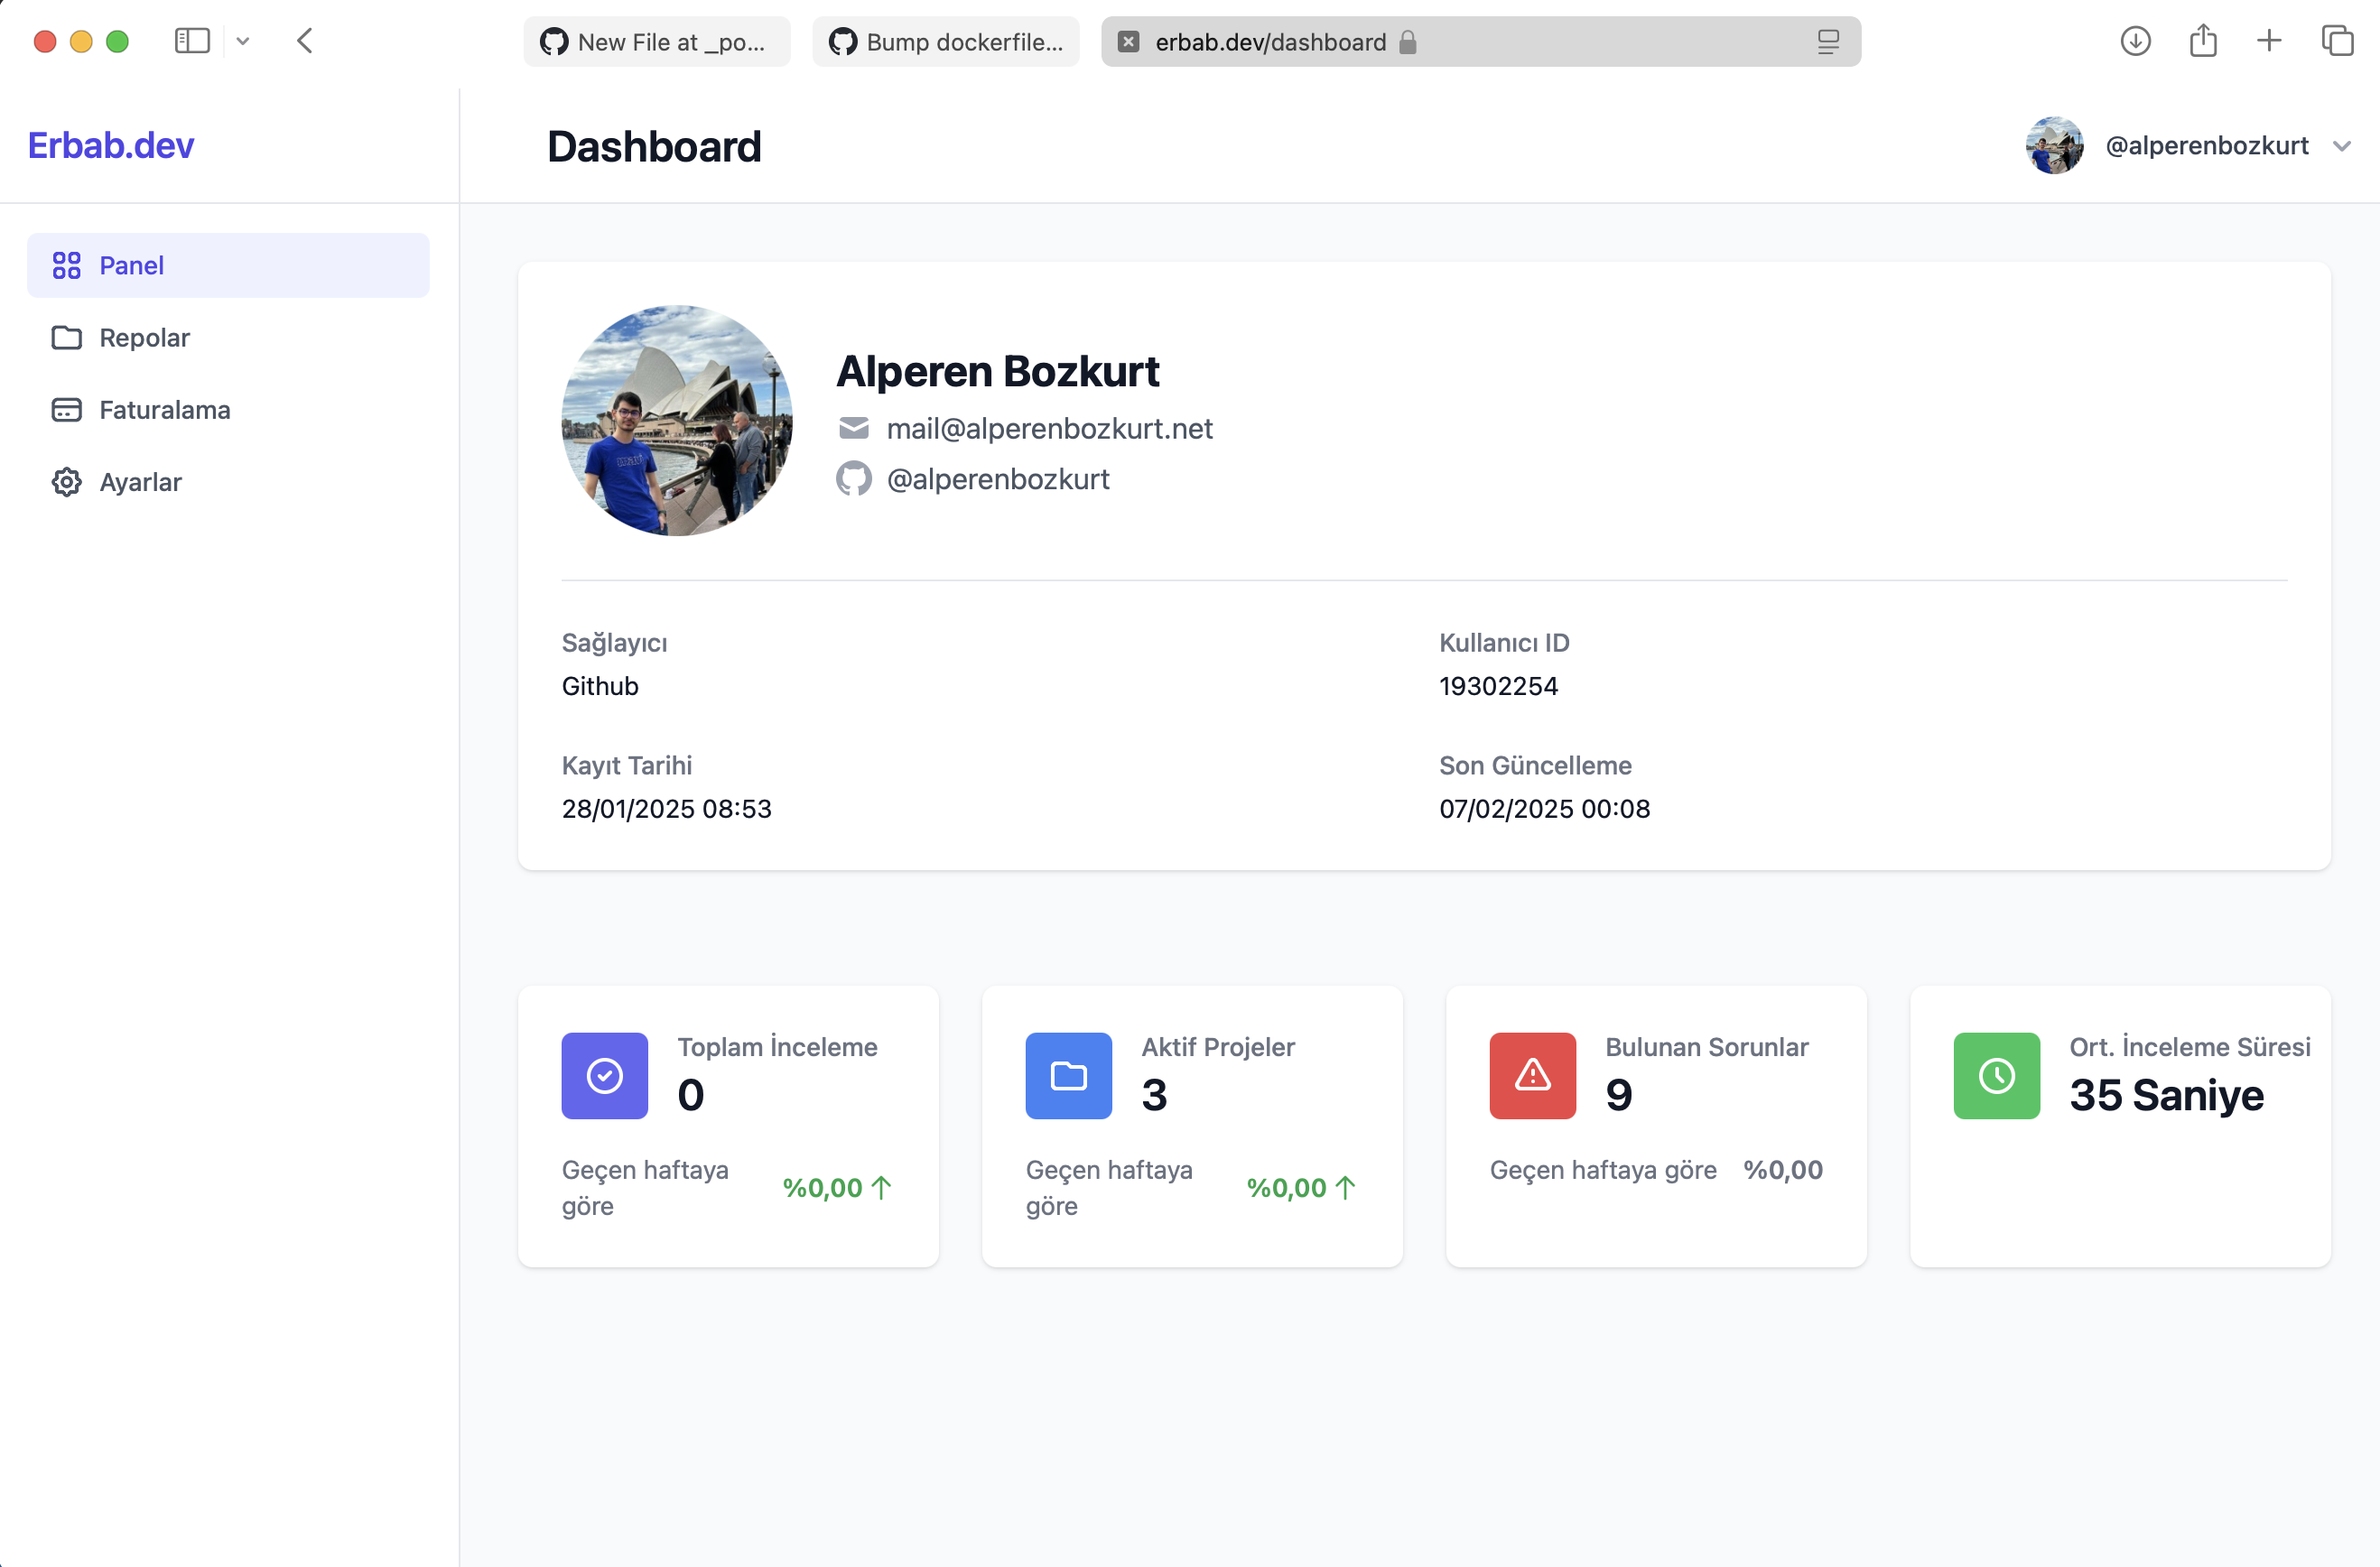 New File at _po...
Bump dockerfile...
erbab.dev/dashboard
Erbab.dev
Dashboard
@alperenbozkurt
Panel
Repolar
Faturalama
Ayarlar
Alperen Bozkurt
mail@alperenbozkurt.net
@alperenbozkurt
Sağlayıcı
Github
Kullanıcı ID
19302254
Kayıt Tarihi
28/01/2025 08:53
Son Güncelleme
07/02/2025 00:08
Toplam İnceleme
0
Geçen haftaya
göre
%0,00
Aktif Projeler
3
Geçen haftaya
göre
%0,00
Bulunan Sorunlar
9
Geçen haftaya göre
%0,00
Ort. İnceleme Süresi
35 Saniye